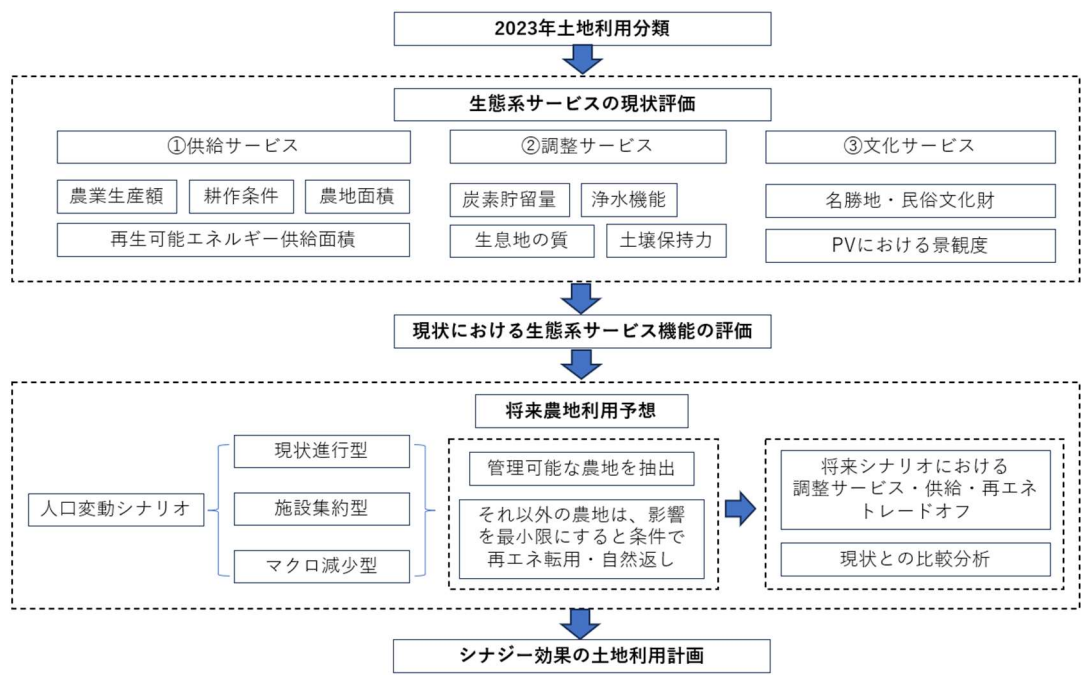 2023年土地利用分類
生態系サービスの現状評価
①供給サービス
②調整サービス
③文化サービス
農業生産額
耕作条件
農地面積
再生可能エネルギー供給面積
炭素貯留量
浄水機能
生息地の質
土壌保持力
名勝地・民俗文化財
PVにおける景観度
現状における生態系サービス機能の評価
将来農地利用予想
人口変動シナリオ
現状進行型
施設集約型
マクロ減少型
管理可能な農地を抽出
それ以外の農地は、影響
を最小限にすると条件で
再エネ転用・自然返し
将来シナリオにおける
調整サービス・供給・再エネ
トレードオフ
現状との比較分析
シナジー効果の土地利用計画